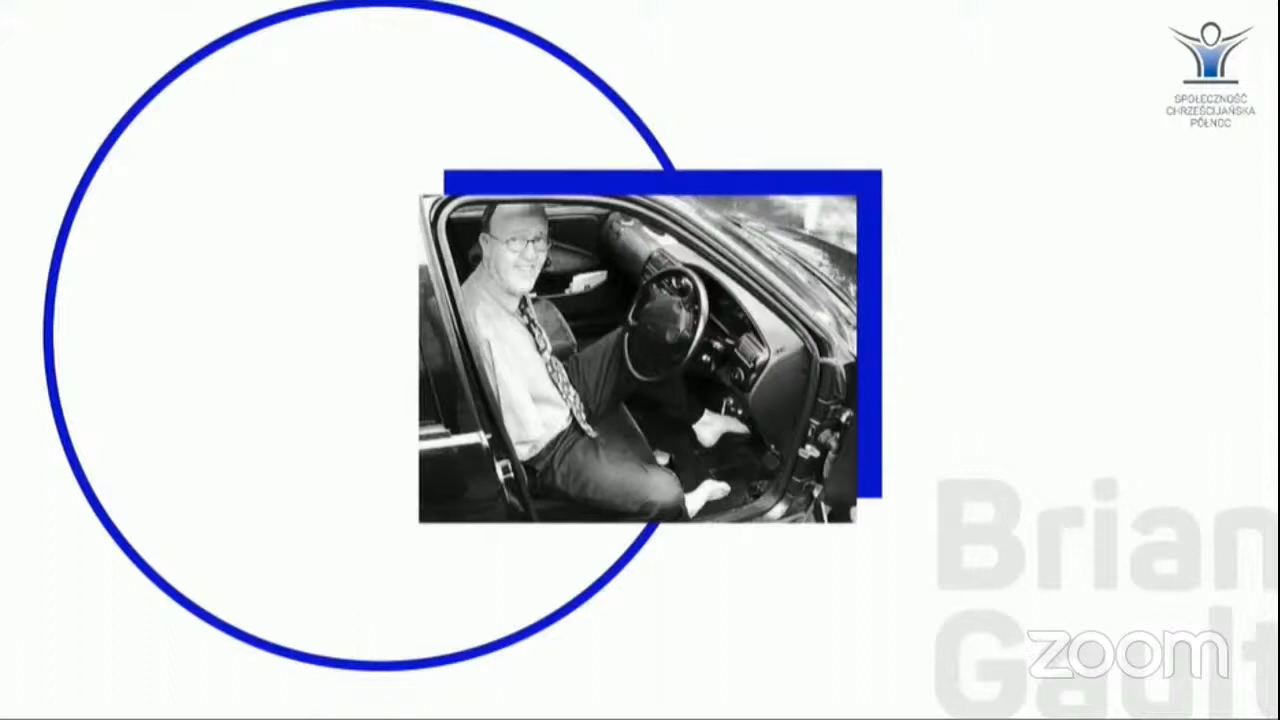 SPOŁECZNOŚĆ
CHRZEŚCIJAŃSKA
PÓŁNOC
Brian
Gault
zoom